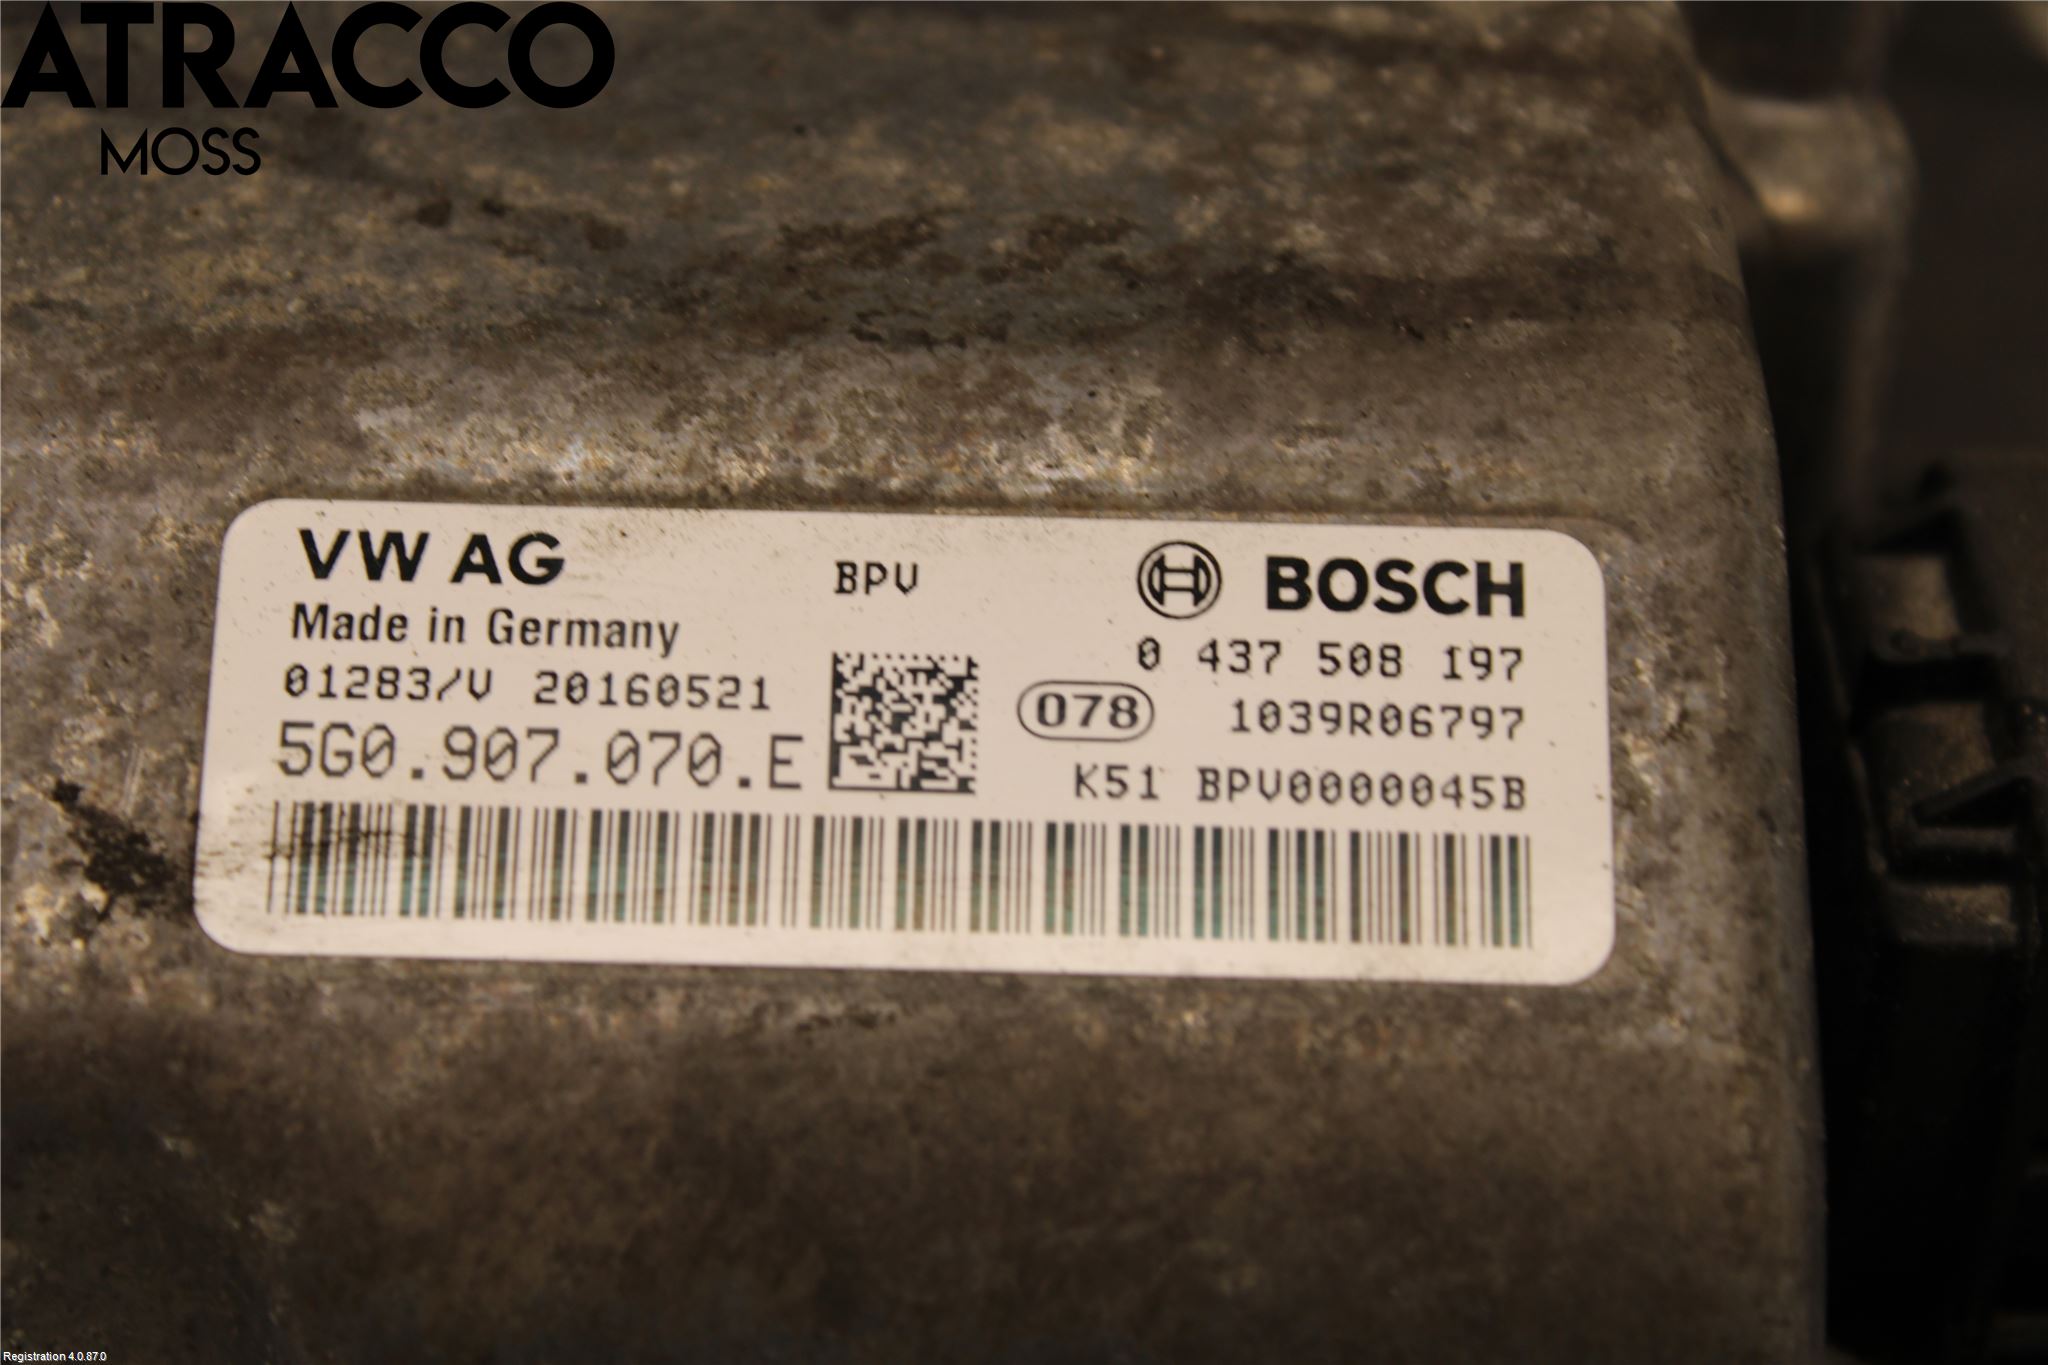 ATRACCO
MOSS
VW AG
BPV
BOSCH
Made in Germany
0 437 508 197
01283/V 20160521
078
1039R06797
5G0.907.070.E
K51 BPV0000045B
Registration 4.0.87.0